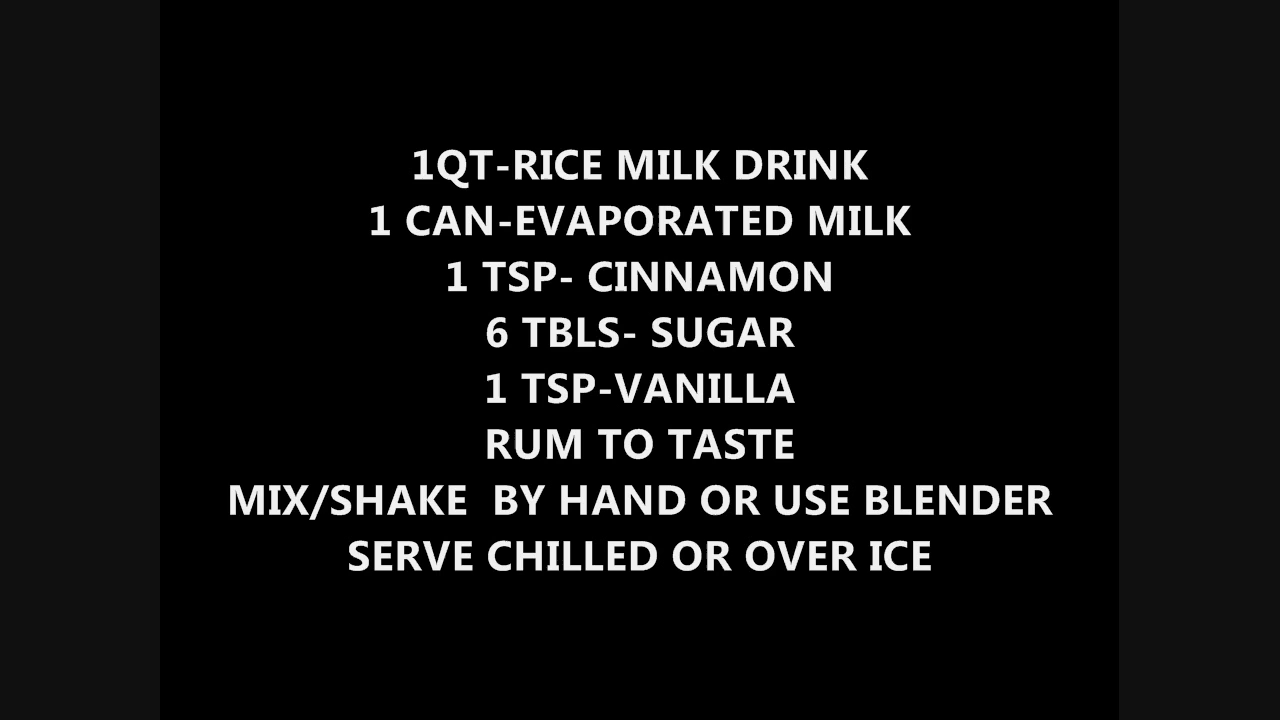 1QT-RICE MILK DRINK
1 CAN-EVAPORATED MILK
1 TSP- CINNAMON
6 TBLS- SUGAR
1 TSP-VANILLA
RUM TO TASTE
MIX/SHAKE  BY HAND OR USE BLENDER
SERVE CHILLED OR OVER ICE